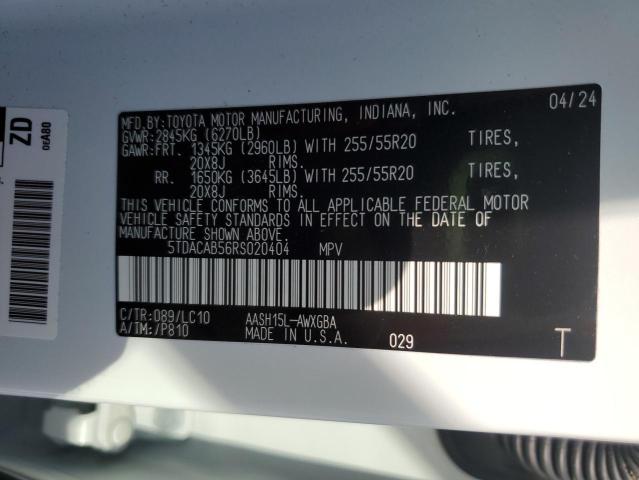 MFD.BY:TOYOTA MOTOR MANUFACTURING, INDIANA, INC. 04/24
GVWR:2845KG (6270LB)
GAWR:FRT. 1345KG (2960LB) WITH 255/55R20 TIRES,
20X8J RIMS.
RR. 1650KG (3645LB) WITH 255/55R20 TIRES,
20X8J RIMS.
THIS VEHICLE CONFORMS TO ALL APPLICABLE FEDERAL MOTOR
VEHICLE SAFETY STANDARDS IN EFFECT ON THE DATE OF
MANUFACTURE SHOWN ABOVE.
5TDACAB56RS020404 MPV
C/TR:089/LC10 AASH15L-AWXGBA
A/TM: /P810 MADE IN U.S.A. 029 T
ZD
0EA80